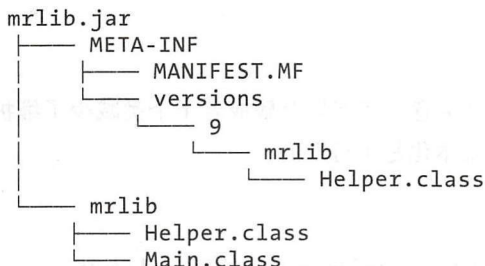 mrlib.jar
├── META-INF
│   ├── MANIFEST.MF
│   └── versions
│       └── 9
│           └── mrlib
│               └── Helper.class
└── mrlib
    ├── Helper.class
    └── Main.class